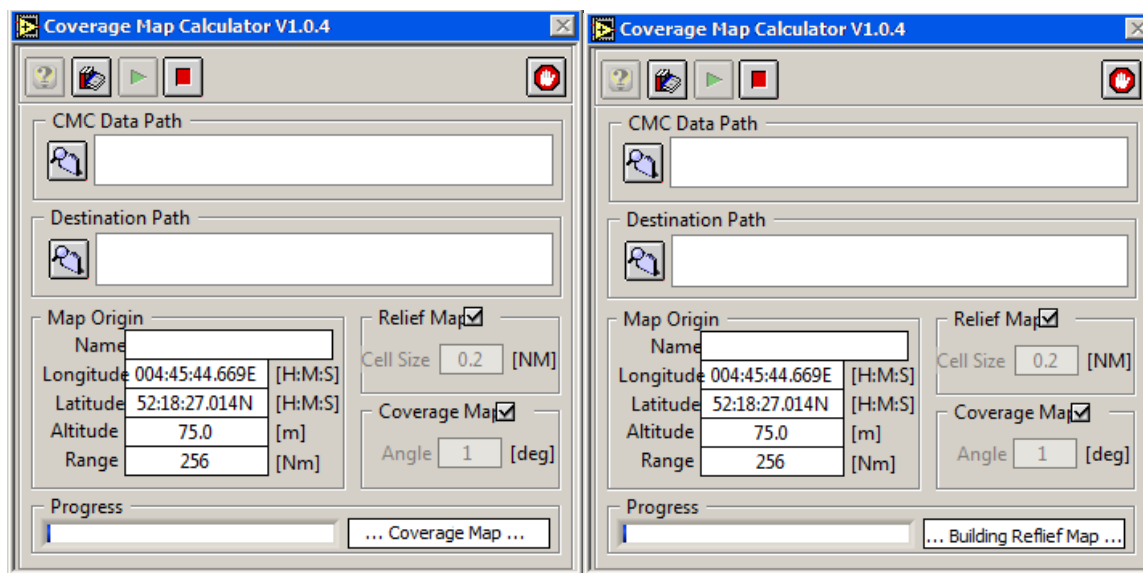 Coverage Map Calculator V1.0.4
CMC Data Path
Destination Path
Map Origin
Name
Longitude 004:45:44.669E [H:M:S]
Latitude 52:18:27.014N [H:M:S]
Altitude 75.0 [m]
Range 256 [Nm]
Relief Map
Cell Size 0.2 [NM]
Coverage Map
Angle 1 [deg]
Progress
... Coverage Map ...
Coverage Map Calculator V1.0.4
CMC Data Path
Destination Path
Map Origin
Name
Longitude 004:45:44.669E [H:M:S]
Latitude 52:18:27.014N [H:M:S]
Altitude 75.0 [m]
Range 256 [Nm]
Relief Map
Cell Size 0.2 [NM]
Coverage Map
Angle 1 [deg]
Progress
... Building Reflief Map ...